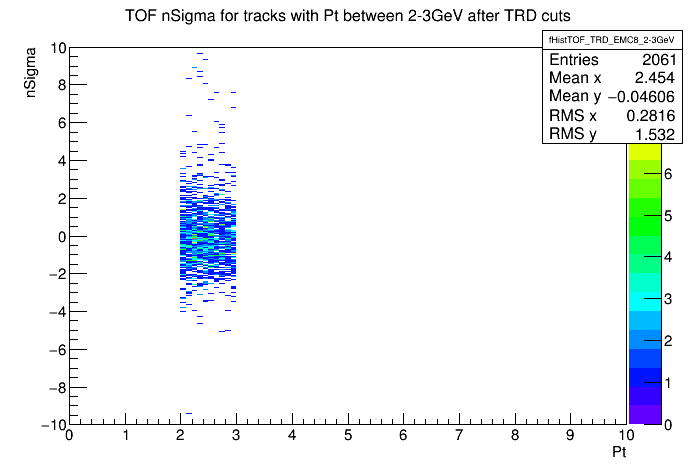 TOF nSigma for tracks with Pt between 2-3GeV after TRD cuts
fHistTOF_TRD_EMC8_2-3GeV
Entries 2061
Mean x 2.454
Mean y −0.04606
RMS x 0.2816
RMS y 1.532
nSigma
10
8
6
4
2
0
−2
−4
−6
−8
−10
0 1 2 3 4 5 6 7 8 9 10
Pt
6
5
4
3
2
1
0